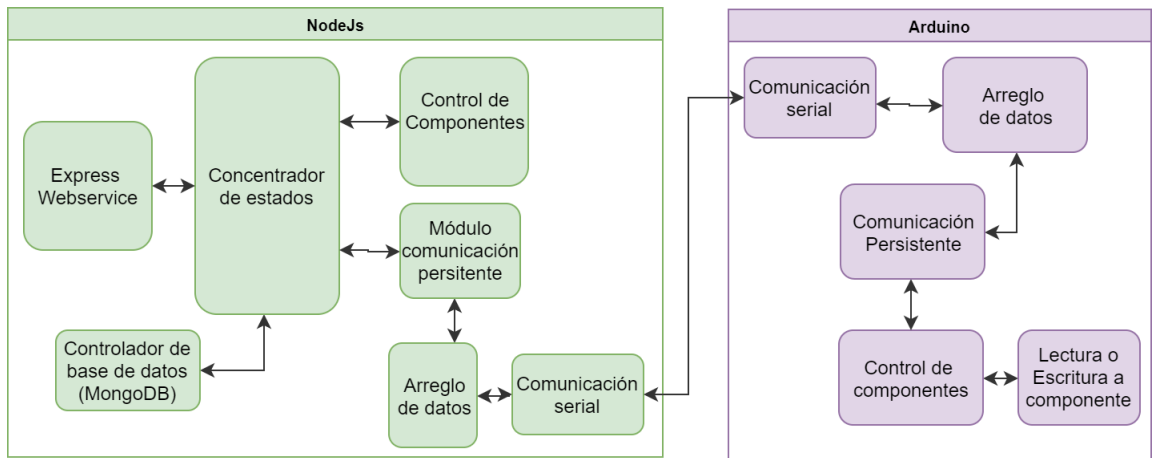 NodeJs
Express
Webservice
Concentrador
de estados
Control de
Componentes
Módulo
comunicación
persitente
Controlador de
base de datos
(MongoDB)
Arreglo
de datos
Comunicación
serial
Arduino
Comunicación
serial
Arreglo
de datos
Comunicación
Persistente
Control de
componentes
Lectura o
Escritura a
componente